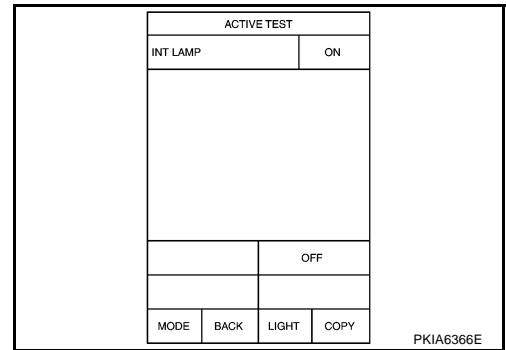 ACTIVE TEST
INT LAMP ON
OFF
MODE BACK LIGHT COPY
PKIA6366E